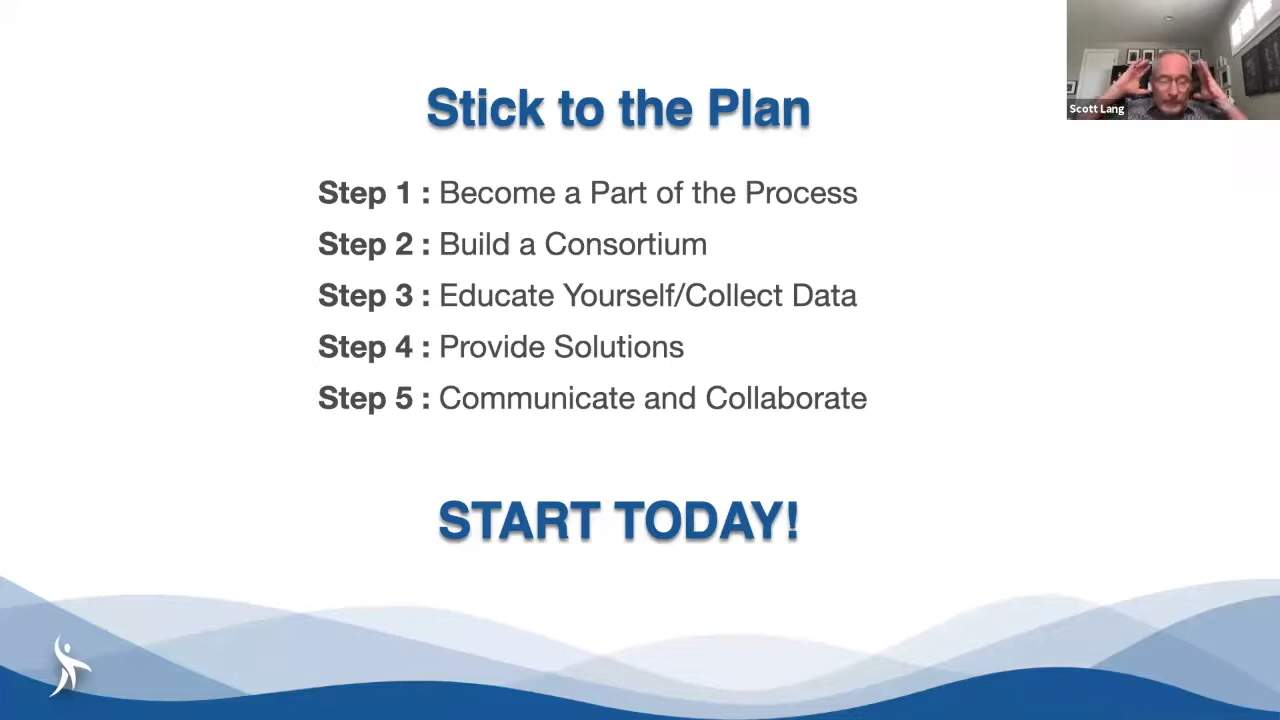 Stick to the Plan
Scott Lang
Step 1 : Become a Part of the Process
Step 2 : Build a Consortium
Step 3 : Educate Yourself/Collect Data
Step 4 : Provide Solutions
Step 5 : Communicate and Collaborate
START TODAY!